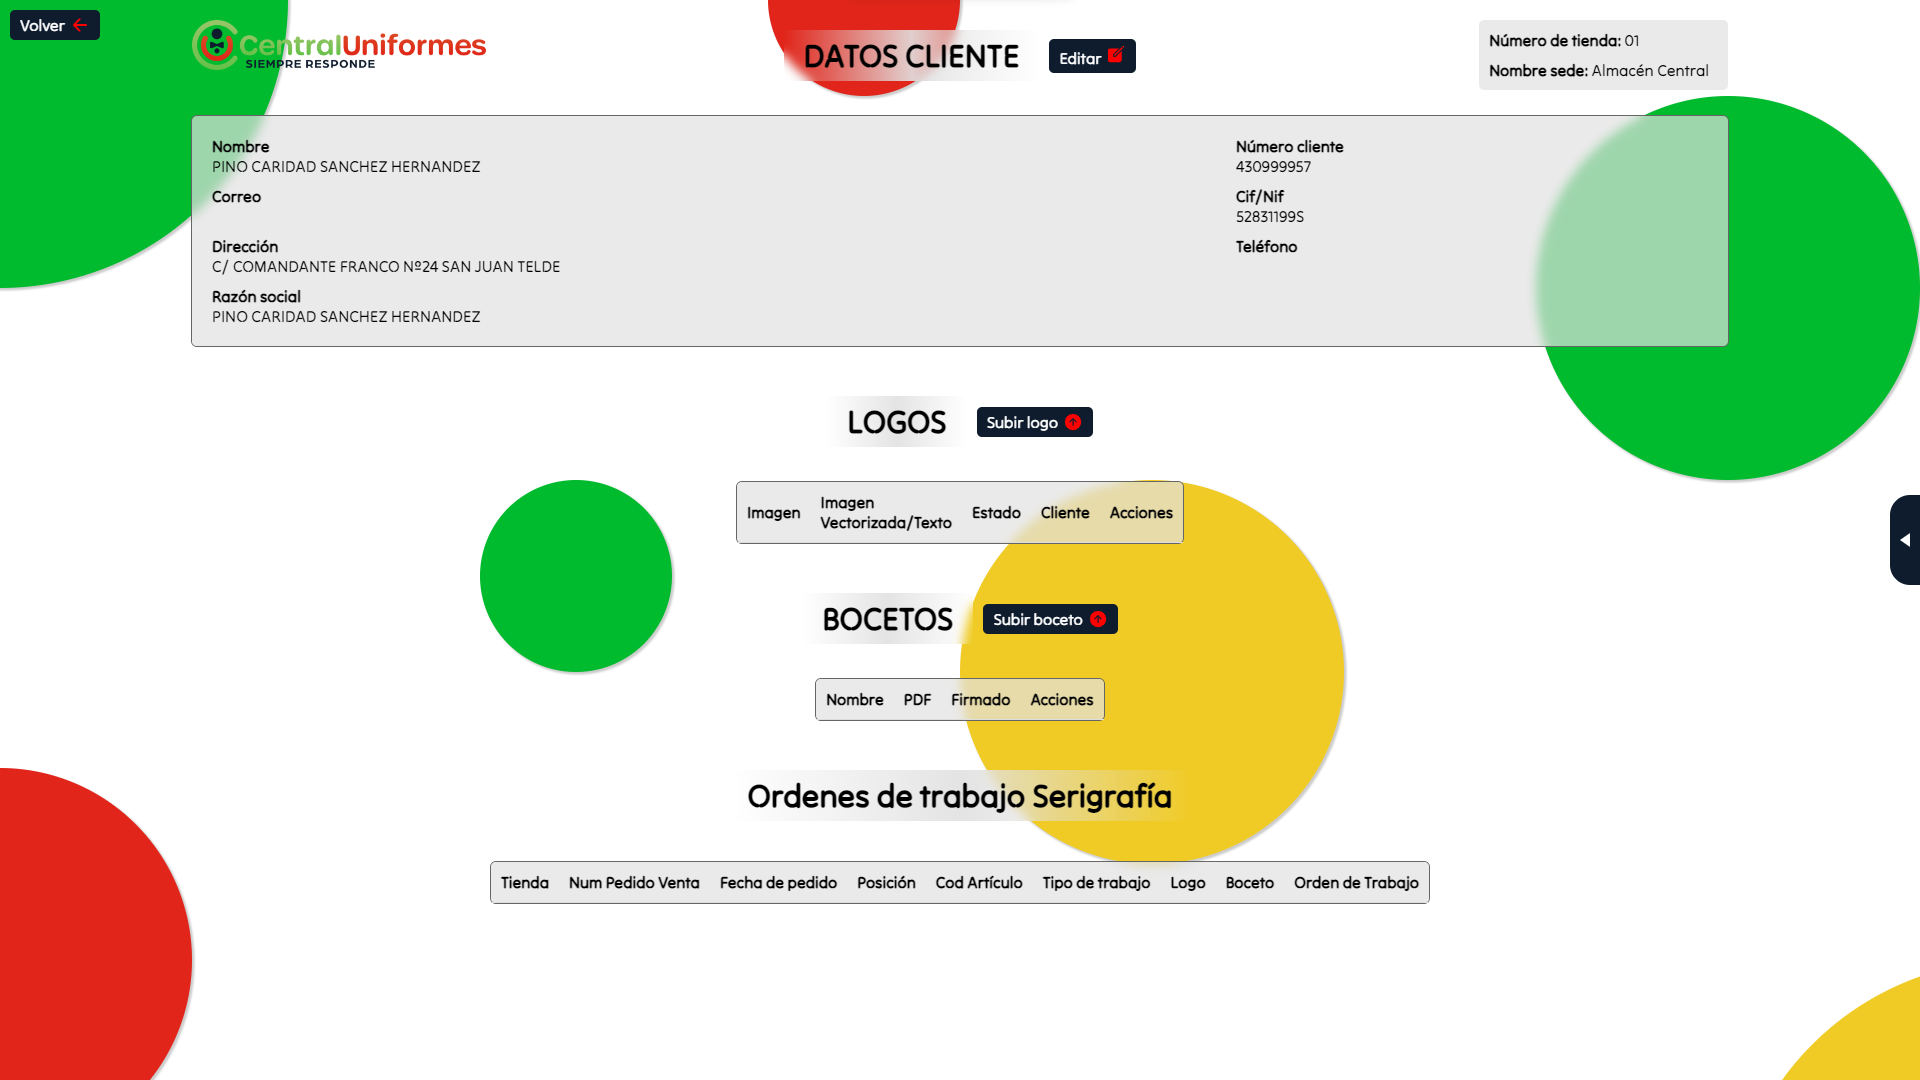 Volver
CentralUniformes
SIEMPRE RESPONDE
DATOS CLIENTE
Editar
Número de tienda: 01
Nombre sede: Almacén Central
Nombre
PINO CARIDAD SANCHEZ HERNANDEZ
Correo
Dirección
C/ COMANDANTE FRANCO Nº24 SAN JUAN TELDE
Razón social
PINO CARIDAD SANCHEZ HERNANDEZ
Número cliente
430999957
Cif/Nif
52831199S
Teléfono
LOGOS
Subir logo
Imagen Imagen Vectorizada/Texto Estado Cliente Acciones
BOCETOS
Subir boceto
Nombre PDF Firmado Acciones
Ordenes de trabajo Serigrafía
Tienda Num Pedido Venta Fecha de pedido Posición Cod Artículo Tipo de trabajo Logo Boceto Orden de Trabajo